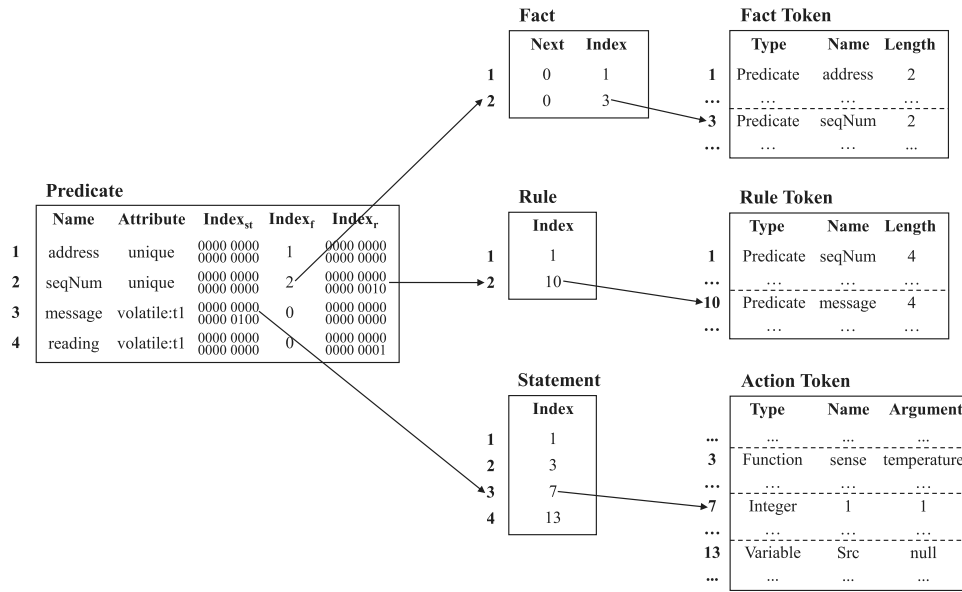 Fact
Next Index
1 0 1
2 0 3
Fact Token
Type Name Length
1 Predicate address 2
... ... ... ...
3 Predicate seqNum 2
... ... ... ...
Predicate
Name Attribute Index_st Index_f Index_r
1 address unique 0000 0000 0000 0000 1 0000 0000 0000 0000
2 seqNum unique 0000 0000 0000 0000 2 0000 0000 0000 0010
3 message volatile:t1 0000 0000 0000 0100 0 0000 0000 0000 0000
4 reading volatile:t1 0000 0000 0000 0000 0 0000 0000 0000 0001
Rule
Index
1 1
2 10
Rule Token
Type Name Length
1 Predicate seqNum 4
... ... ... ...
10 Predicate message 4
... ... ... ...
Statement
Index
1 1
2 3
3 7
4 13
Action Token
Type Name Argument
... ... ... ...
3 Function sense temperature
... ... ... ...
7 Integer 1 1
... ... ... ...
13 Variable Src null
... ... ... ...